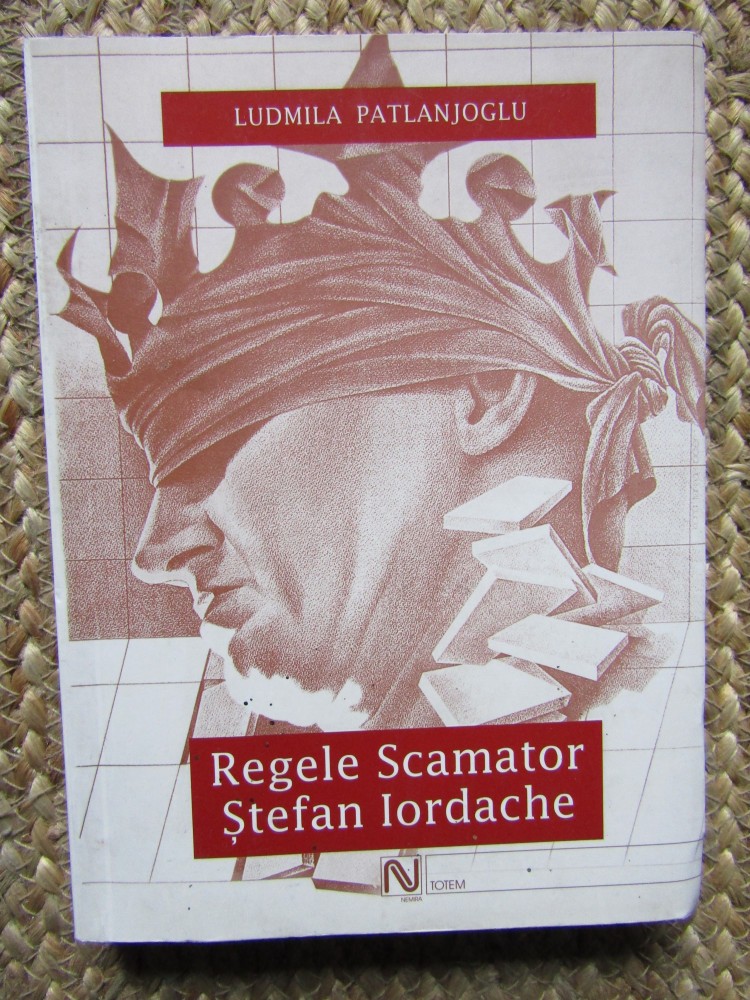 LUDMILA PATLANJOGLU
Regele Scamator
Ștefan Iordache
N
NEMIRA
TOTEM